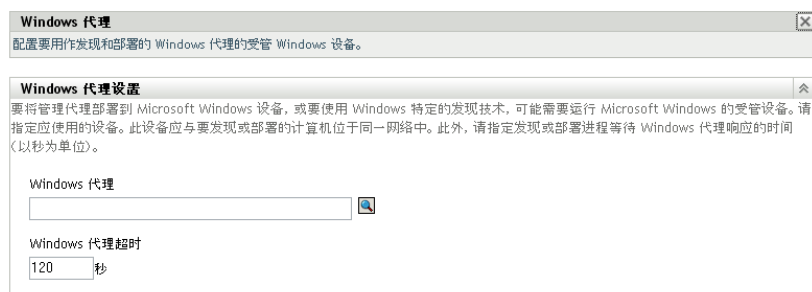 Windows 代理
配置要用作发现和部署的 Windows 代理的受管 Windows 设备。
Windows 代理设置
要将管理代理部署到 Microsoft Windows 设备, 或要使用 Windows 特定的发现技术, 可能需要运行 Microsoft Windows 的受管设备。请
指定应使用的设备。此设备应与要发现或部署的计算机位于同一网络中。此外, 请指定发现或部署进程等待 Windows 代理响应的时间
(以秒为单位)。
Windows 代理
Windows 代理超时
120 秒